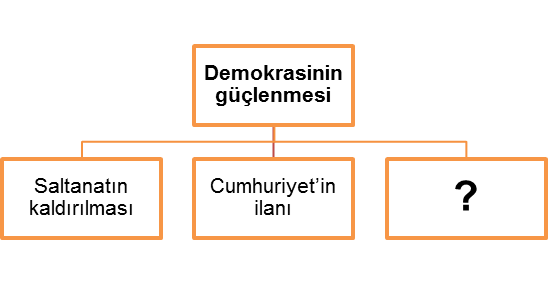 Demokrasinin
güçlenmesi
Saltanatın
kaldırılması
Cumhuriyet’in
ilanı
?